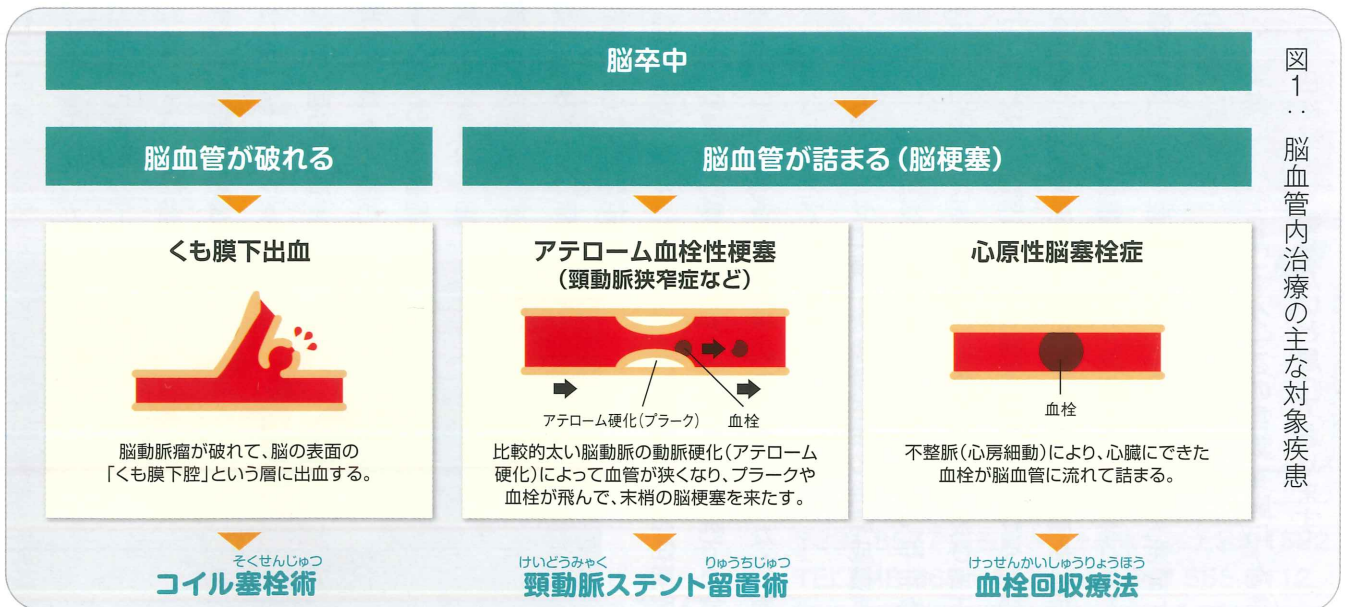 図1：脳血管内治療の主な対象疾患
脳卒中
脳血管が破れる
脳血管が詰まる（脳梗塞）
くも膜下出血
脳動脈瘤が破れて、脳の表面の
「くも膜下腔」という層に出血する。
そくせんじゅつ
コイル塞栓術
アテローム血栓性梗塞
（頸動脈狭窄症など）
アテローム硬化（プラーク）
血栓
比較的太い脳動脈の動脈硬化（アテローム
硬化）によって血管が狭くなり、プラークや
血栓が飛んで、末梢の脳梗塞を来たす。
けいどうみゃく りゅうちじゅつ
頸動脈ステント留置術
心原性脳塞栓症
血栓
不整脈（心房細動）により、心臓にできた
血栓が脳血管に流れて詰まる。
けっせんかいしゅうりょうほう
血栓回収療法